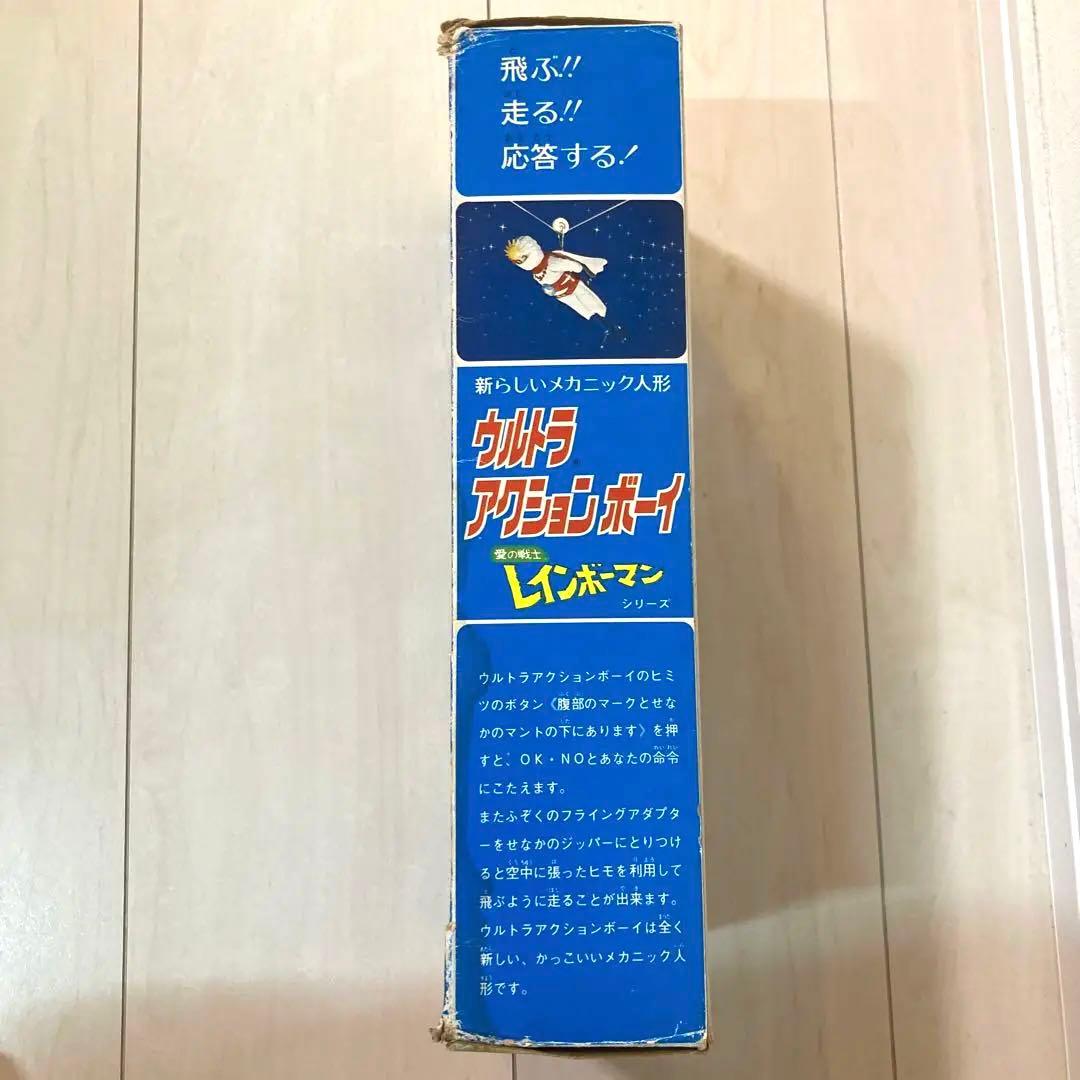 飛ぶ!!
走る!!
応答する!
新らしいメカニック人形
ウルトラ
アクションボーイ
愛の戦士
レインボーマン
シリーズ
ウルトラアクションボーイのヒミ
ツのボタン《腹部のマークとせな
かのマントの下にあります》を押
すと、OK・NOとあなたの命令
にこたえます。
またふぞくのフライングアダプタ
ーをせなかのジッパーにとりつけ
ると空中に張ったヒモを利用して
飛ぶように走ることが出来ます。
ウルトラアクションボーイは全く
新しい、かっこいいメカニック人
形です。